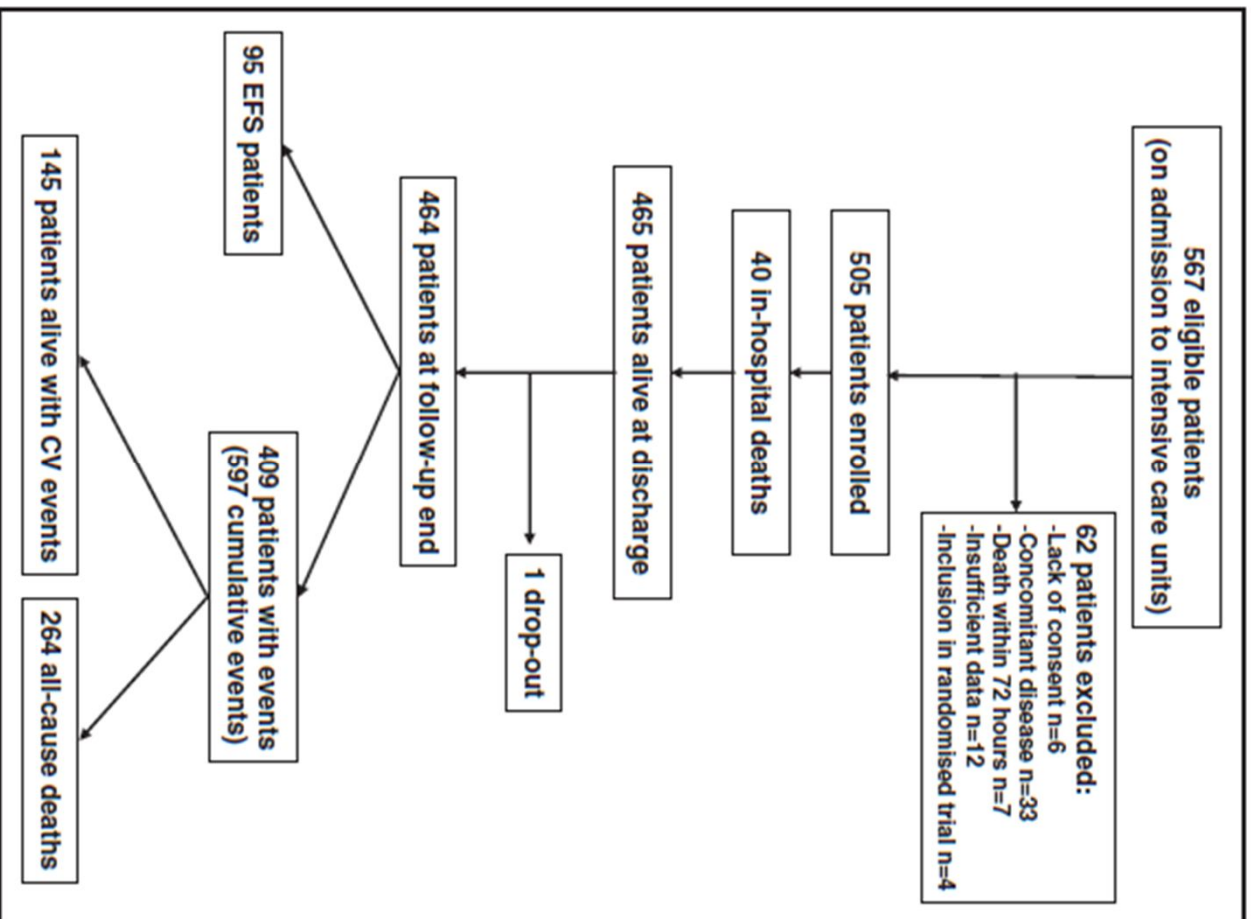 567 eligible patients
(on admission to intensive care units)
62 patients excluded:
-Lack of consent n=6
-Concomitant disease n=33
-Death within 72 hours n=7
-Insufficient data n=12
-Inclusion in randomised trial n=4
505 patients enrolled
40 in-hospital deaths
465 patients alive at discharge
1 drop-out
464 patients at follow-up end
95 EFS patients
409 patients with events
(597 cumulative events)
145 patients alive with CV events
264 all-cause deaths